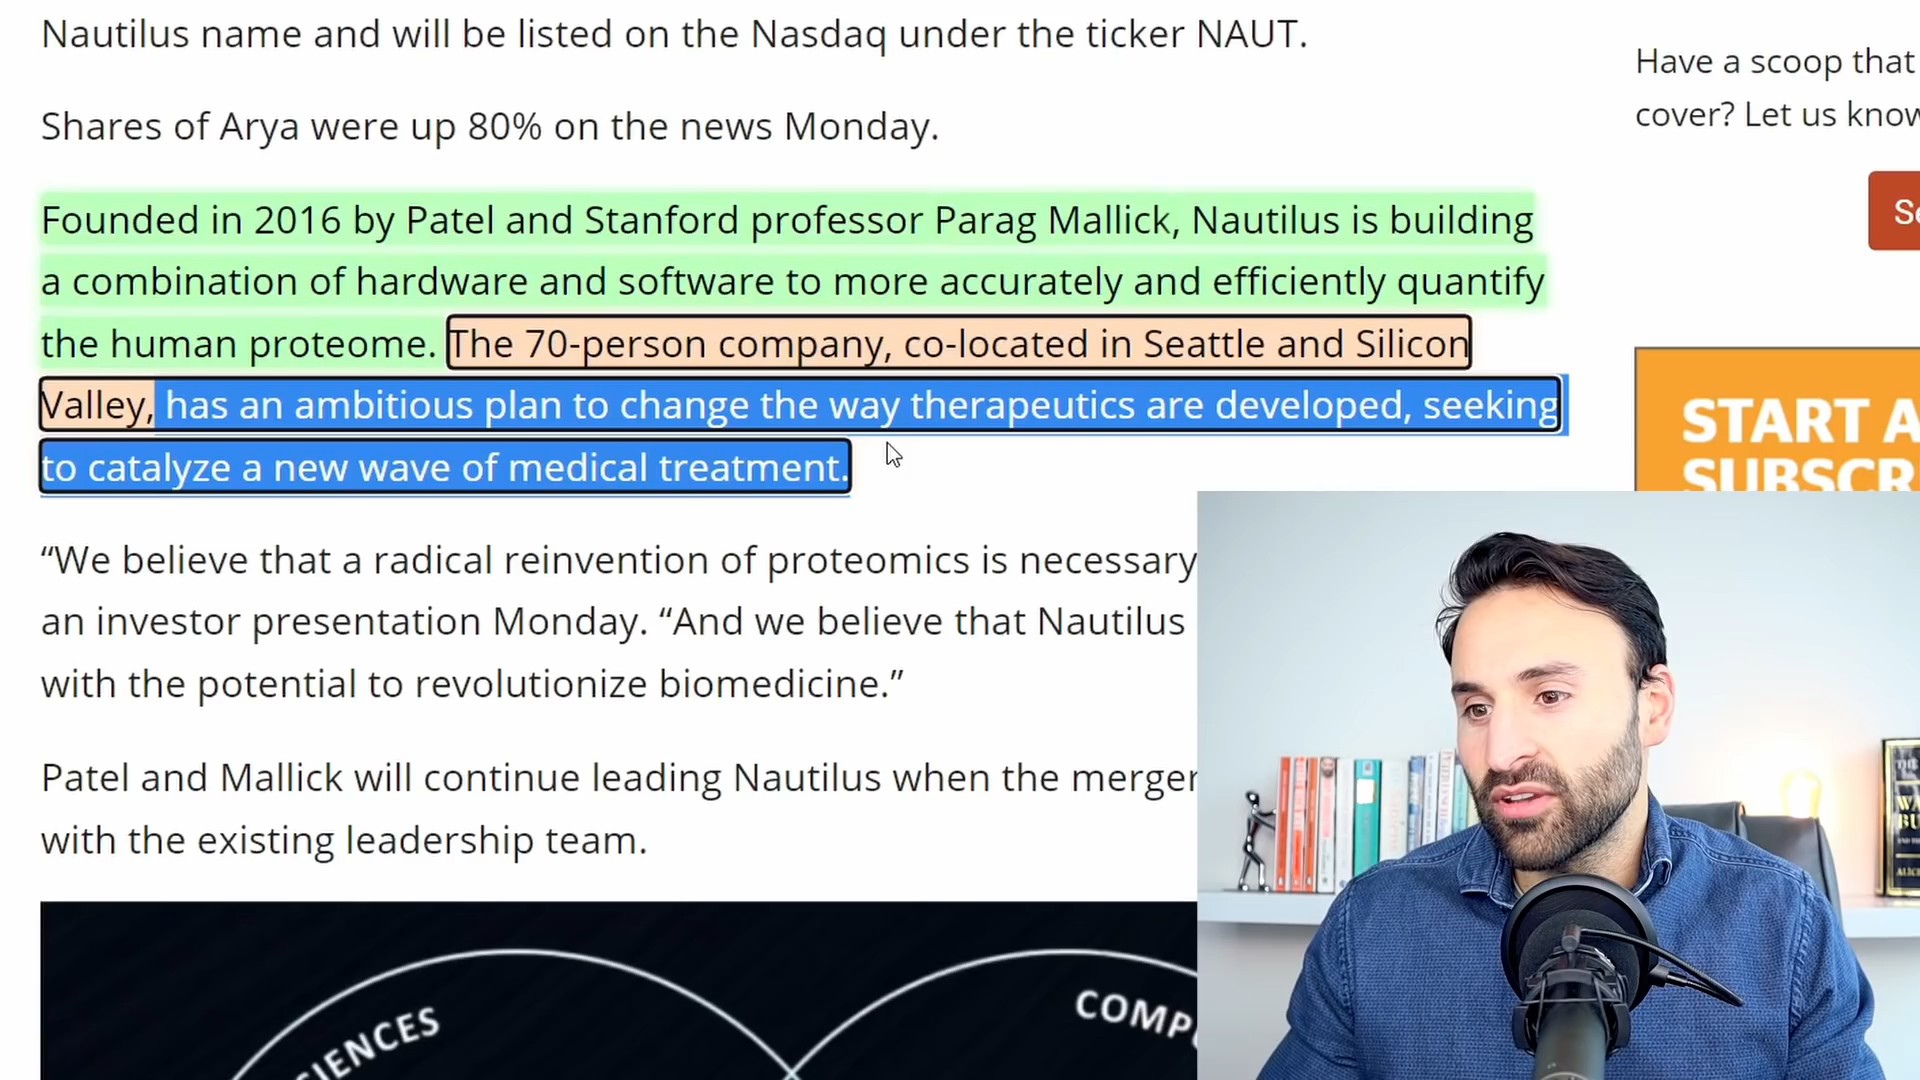 Nautilus name and will be listed on the Nasdaq under the ticker NAUT.
Shares of Arya were up 80% on the news Monday.
Founded in 2016 by Patel and Stanford professor Parag Mallick, Nautilus is building
a combination of hardware and software to more accurately and efficiently quantify
the human proteome. The 70-person company, co-located in Seattle and Silicon
Valley, has an ambitious plan to change the way therapeutics are developed, seeking
to catalyze a new wave of medical treatment.
“We believe that a radical reinvention of proteomics is necessary
an investor presentation Monday. “And we believe that Nautilus
with the potential to revolutionize biomedicine.”
Patel and Mallick will continue leading Nautilus when the merger
with the existing leadership team.
COMP
Have a scoop that
cover? Let us know
START A
SUBSCR